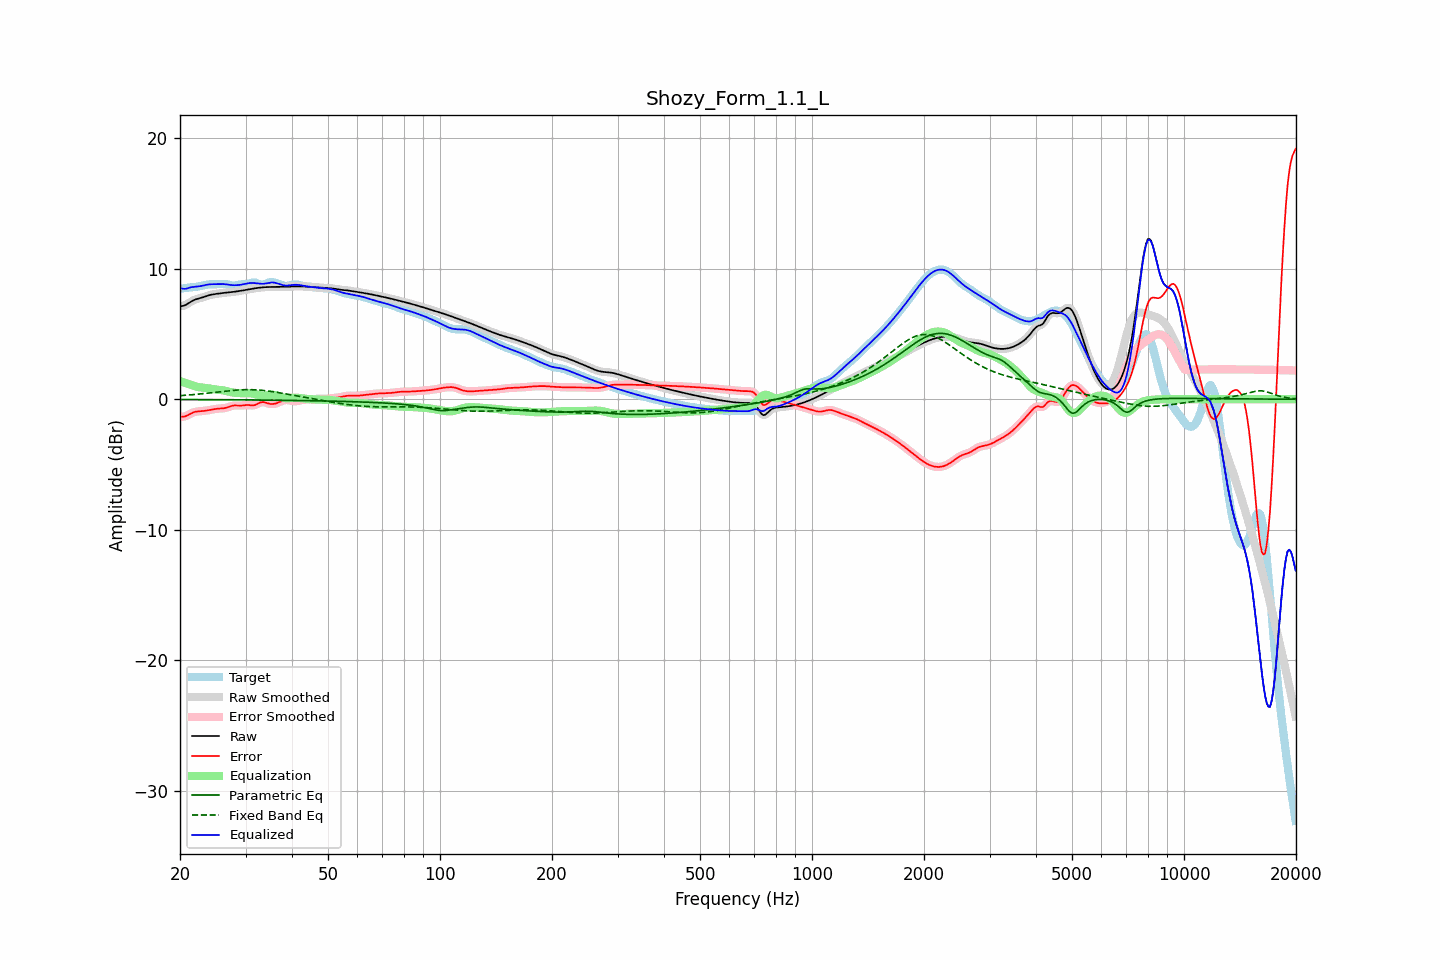 Shozy_Form_1.1_L
20
10
0
−10
−20
−30
Amplitude (dBr)
Target
Raw Smoothed
Error Smoothed
Raw
Error
Equalization
Parametric Eq
Fixed Band Eq
Equalized
20 50 100 200 500 1000 2000 5000 10000 20000
Frequency (Hz)